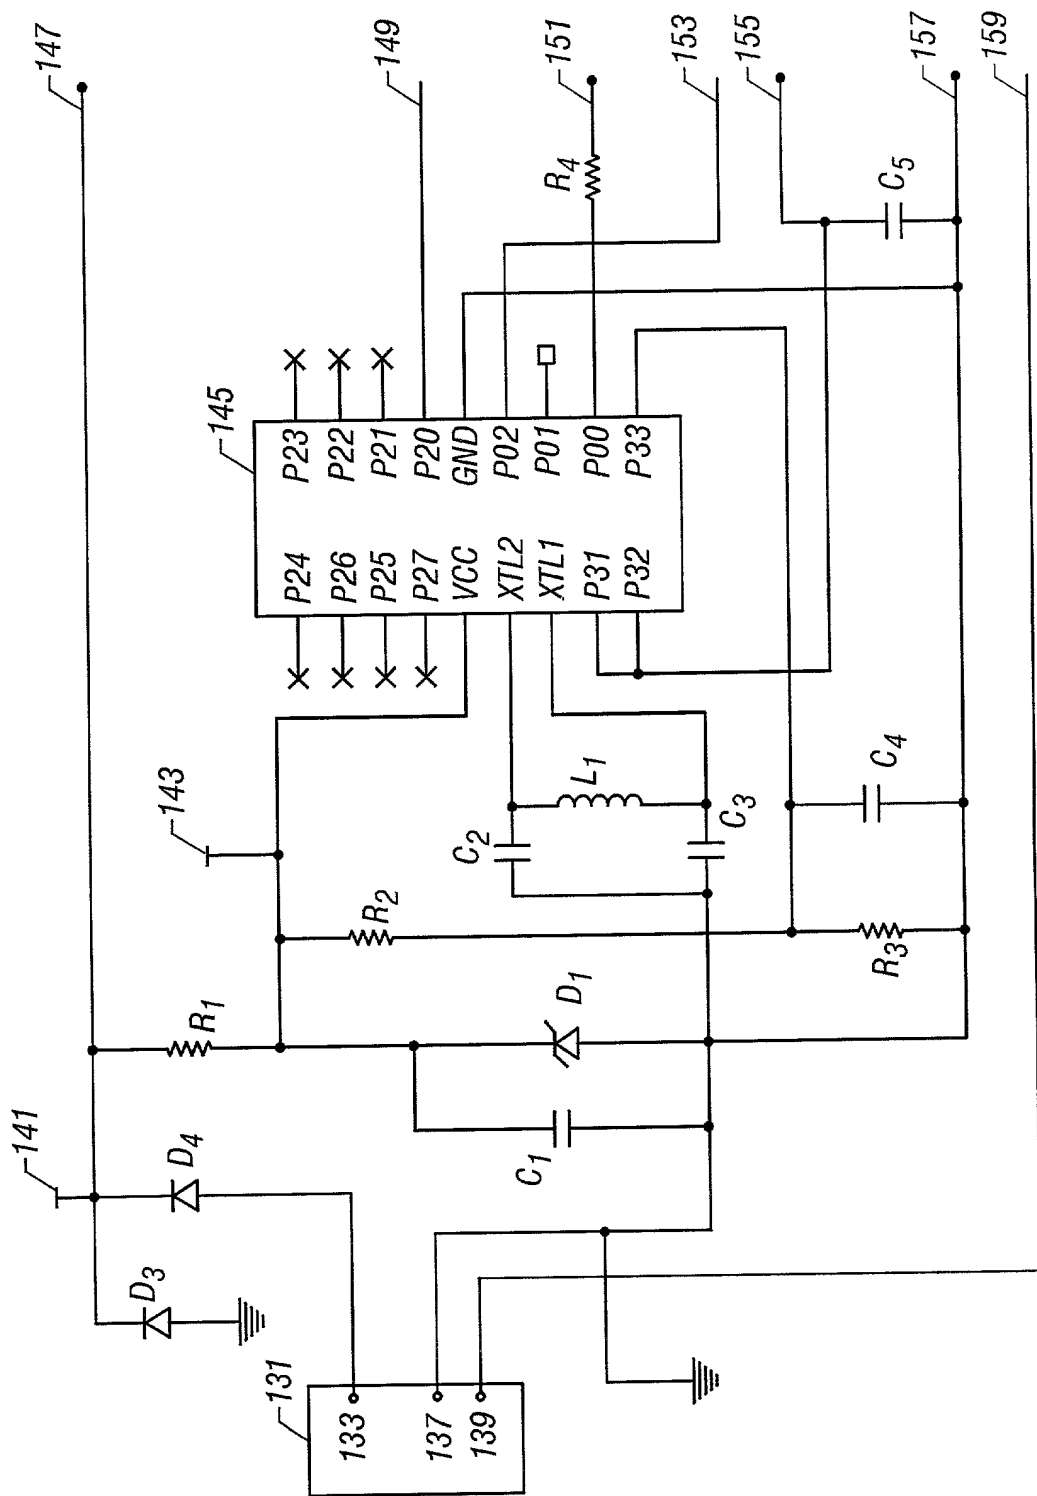 147
149
151
153
155
157
159
R4
C5
145
P23
P22
P21
P20
GND
P02
P01
P00
P33
P24
P26
P25
P27
VCC
XTL2
XTL1
P31
P32
143
L1
C2
C3
C4
R2
R3
R1
D1
141
D4
C1
D3
131
133
137
139